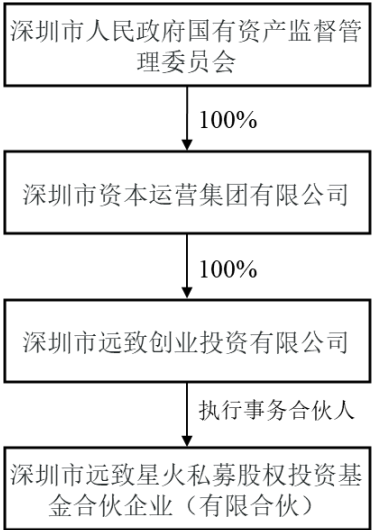 深圳市人民政府国有资产监督管
理委员会
100%
深圳市资本运营集团有限公司
100%
深圳市远致创业投资有限公司
执行事务合伙人
深圳市远致星火私募股权投资基
金合伙企业（有限合伙）